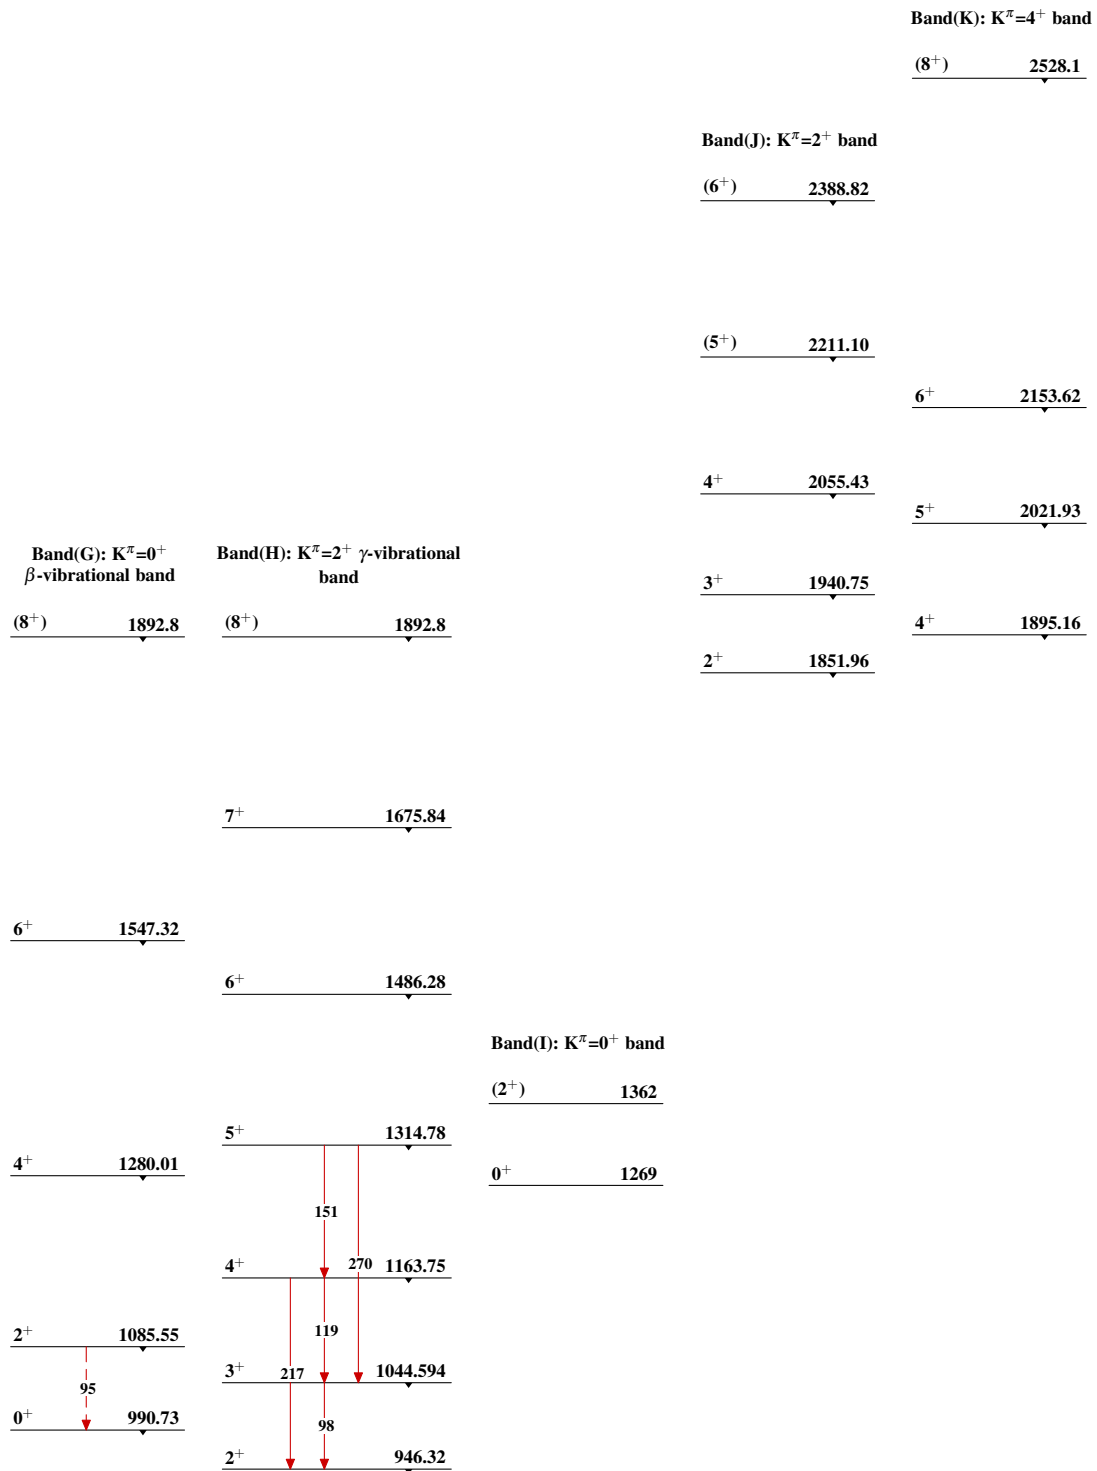 Band(K): Kπ=4+ band
(8+) 2528.1
Band(J): Kπ=2+ band
(6+) 2388.82
(5+) 2211.10
6+ 2153.62
4+ 2055.43
5+ 2021.93
Band(G): Kπ=0+
β-vibrational band
Band(H): Kπ=2+ γ-vibrational
band
3+ 1940.75
(8+) 1892.8
(8+) 1892.8
4+ 1895.16
2+ 1851.96
7+ 1675.84
6+ 1547.32
6+ 1486.28
Band(I): Kπ=0+ band
(2+) 1362
5+ 1314.78
4+ 1280.01
0+ 1269
151
4+ 270 1163.75
119
2+ 1085.55
3+ 217 1044.594
95
0+ 990.73
98
2+ 946.32